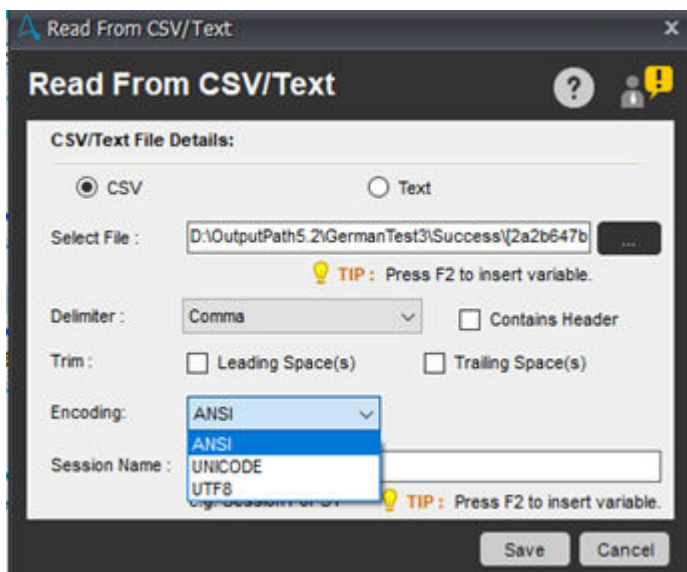 Read From CSV/Text
x
Read From CSV/Text
?
!
CSV/Text File Details:
CSV
Text
Select File :
D:\OutputPath5.2\GermanTest3\Success\[2a2b647b
...
TIP : Press F2 to insert variable.
Delimiter :
Comma
Contains Header
Trim :
Leading Space(s)
Trailing Space(s)
Encoding:
ANSI
ANSI
UNICODE
UTF8
Session Name :
TIP : Press F2 to insert variable.
Save
Cancel